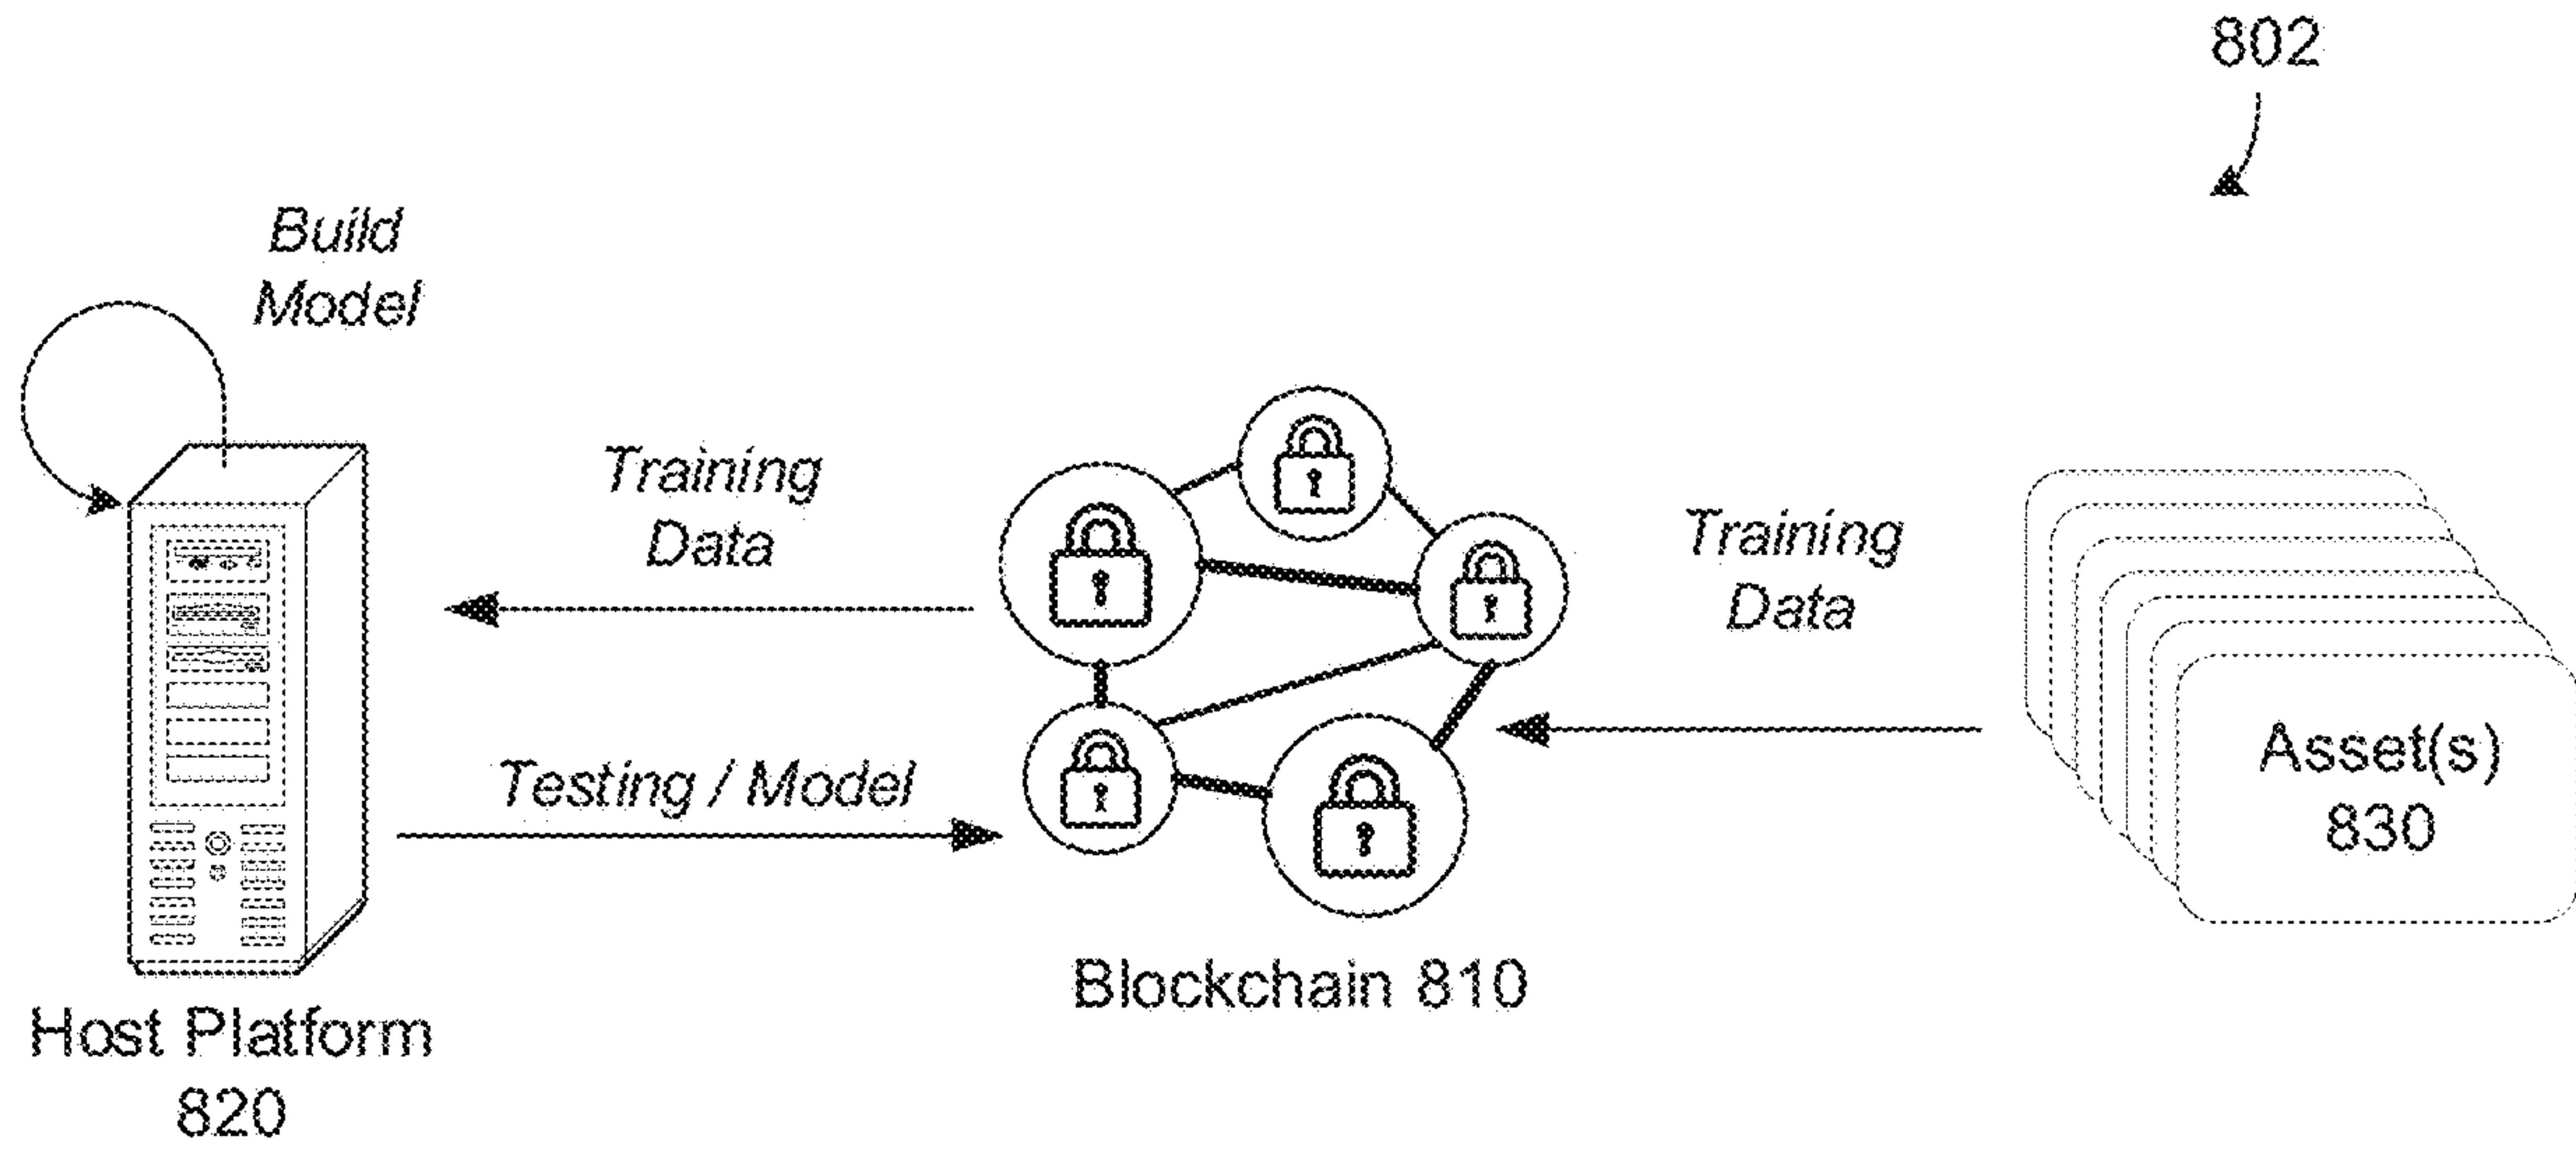 802
Build
Model
Training
Data
Training
Data
Testing / Model
Asset(s)
830
Blockchain 810
Host Platform
820